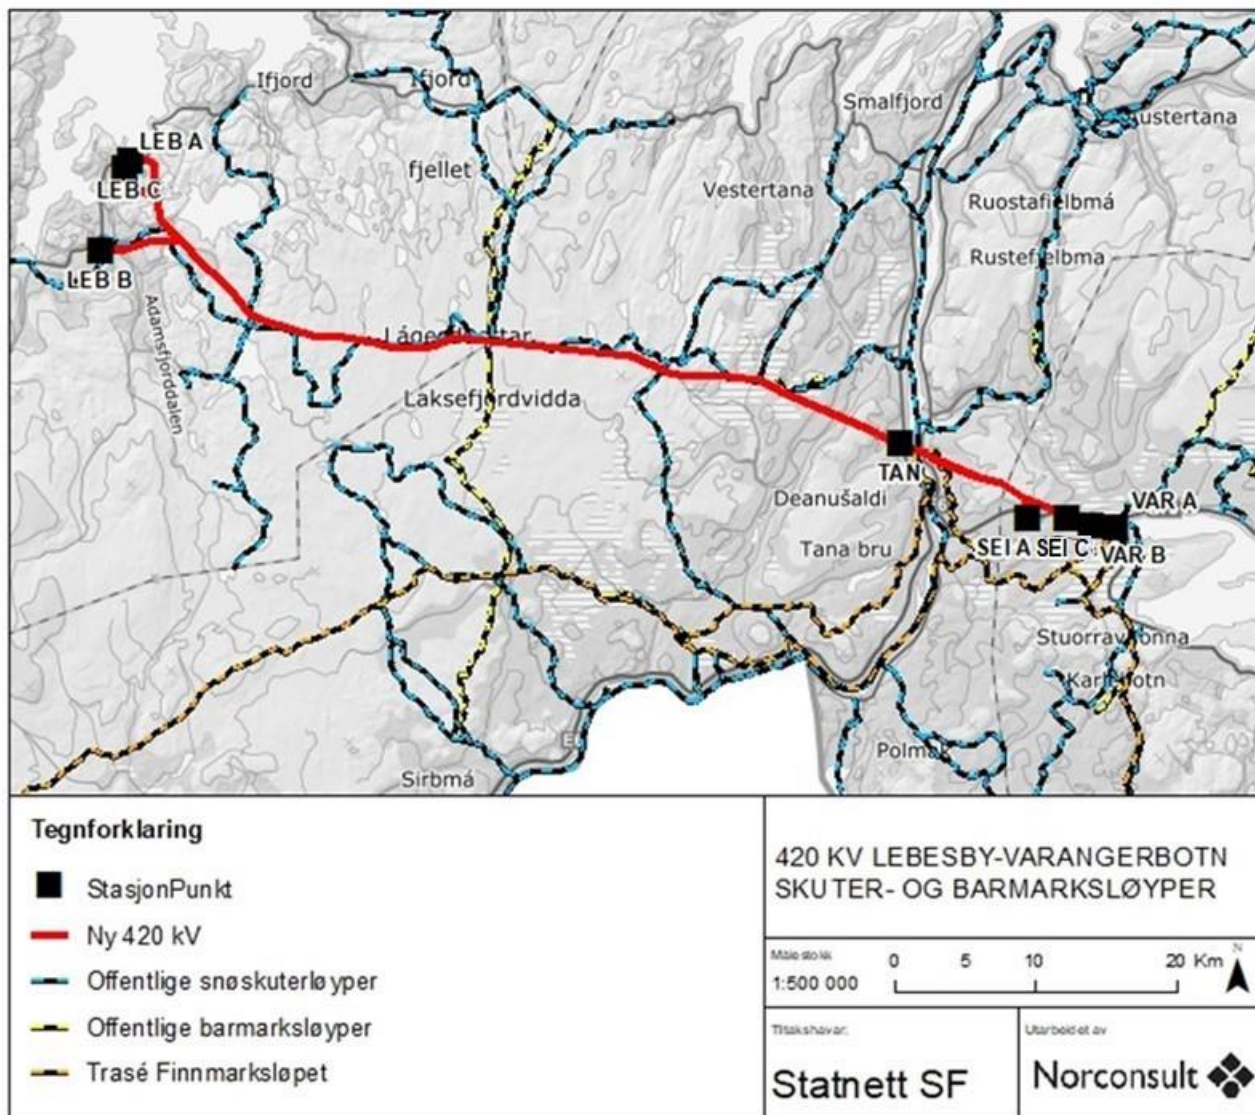 Ifjord
Ifjord
fjellet
Smalfjord
Austertana
LEB A
LEB C
Vestertana
Ruostafielbmá
Rustefjelbma
LEB B
Adamsfjorddalen
Laksefjordvidda
TAN
Deanušaldi
Tana bru
VAR A
SEI A SEI C
VAR B
Stuorravuonna
Karlebotn
Polmak
Sirbmá
Tegnforklaring
StasjonPunkt
Ny 420 kV
Offentlige snøskuterløyper
Offentlige barmarksløyper
Trasé Finnmarksløpet
420 KV LEBESBY-VARANGERBOTN
SKUTER- OG BARMARKSLØYPER
Målestokk
1:500 000
0 5 10 20 Km
N
Tiltakshaver:
Statnett SF
Utarbeidet av
Norconsult